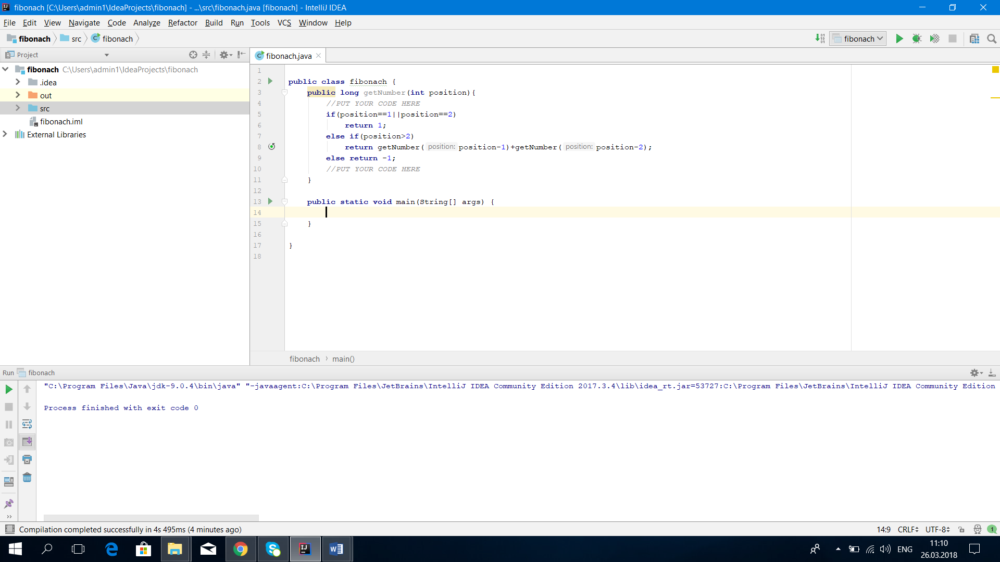 fibonach [C:\Users\admin1\IdeaProjects\fibonach] - ...\src\fibonach.java [fibonach] - IntelliJ IDEA
File Edit View Navigate Code Analyze Refactor Build Run Tools VCS Window Help
fibonach src fibonach fibonach
Project
fibonach.java
fibonach C:\Users\admin1\IdeaProjects\fibonach
.idea
out
src
fibonach.iml
External Libraries
1
2 public class fibonach {
3 public long getNumber(int position){
4 //PUT YOUR CODE HERE
5 if(position==1||position==2)
6 return 1;
7 else if(position>2)
8 return getNumber( position: position-1)+getNumber( position: position-2);
9 else return -1;
10 //PUT YOUR CODE HERE
11 }
12
13 public static void main(String[] args) {
14
15 }
16
17 }
18
fibonach › main()
Run fibonach
"C:\Program Files\Java\jdk-9.0.4\bin\java" "-javaagent:C:\Program Files\JetBrains\IntelliJ IDEA Community Edition 2017.3.4\lib\idea_rt.jar=53727:C:\Program Files\JetBrains\IntelliJ IDEA Community Edition
Process finished with exit code 0
Compilation completed successfully in 4s 495ms (4 minutes ago) 14:9 CRLF UTF-8 1
ENG 11:10
26.03.2018